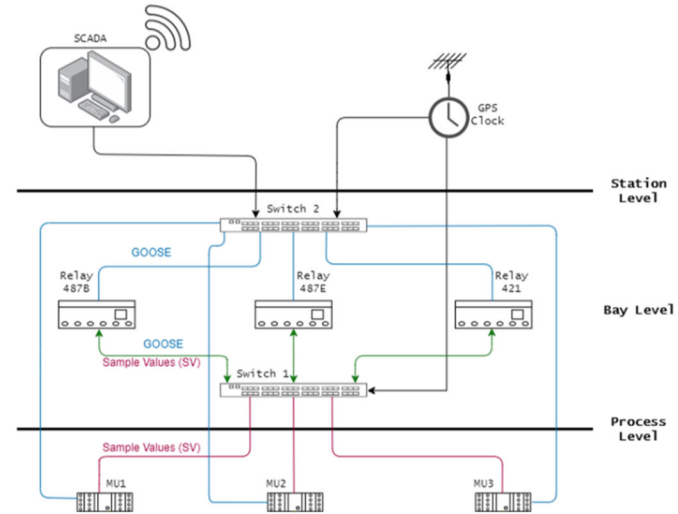 SCADA
GPS
Clock
Station
Level
Switch 2
GOOSE
Relay
487B
Relay
487E
Relay
421
Bay Level
GOOSE
Sample Values (SV)
Switch 1
Process
Level
Sample Values (SV)
MU1
MU2
MU3